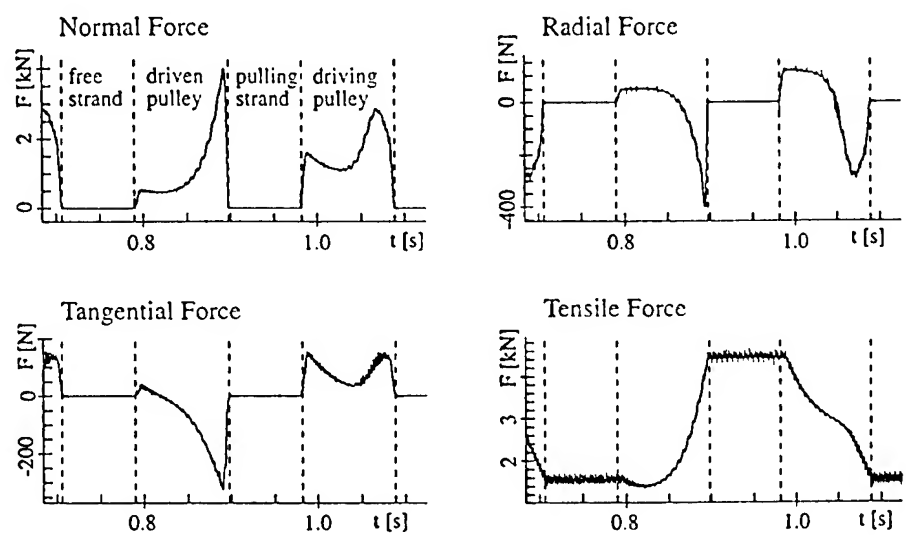 Normal Force
F [kN]
free strand
driven pulley
pulling strand
driving pulley
2
0
0.8
1.0
t [s]
Radial Force
F [N]
0
-400
0.8
1.0
t [s]
Tangential Force
F [N]
0
-200
0.8
1.0
t [s]
Tensile Force
F [kN]
3
2
0.8
1.0
t [s]